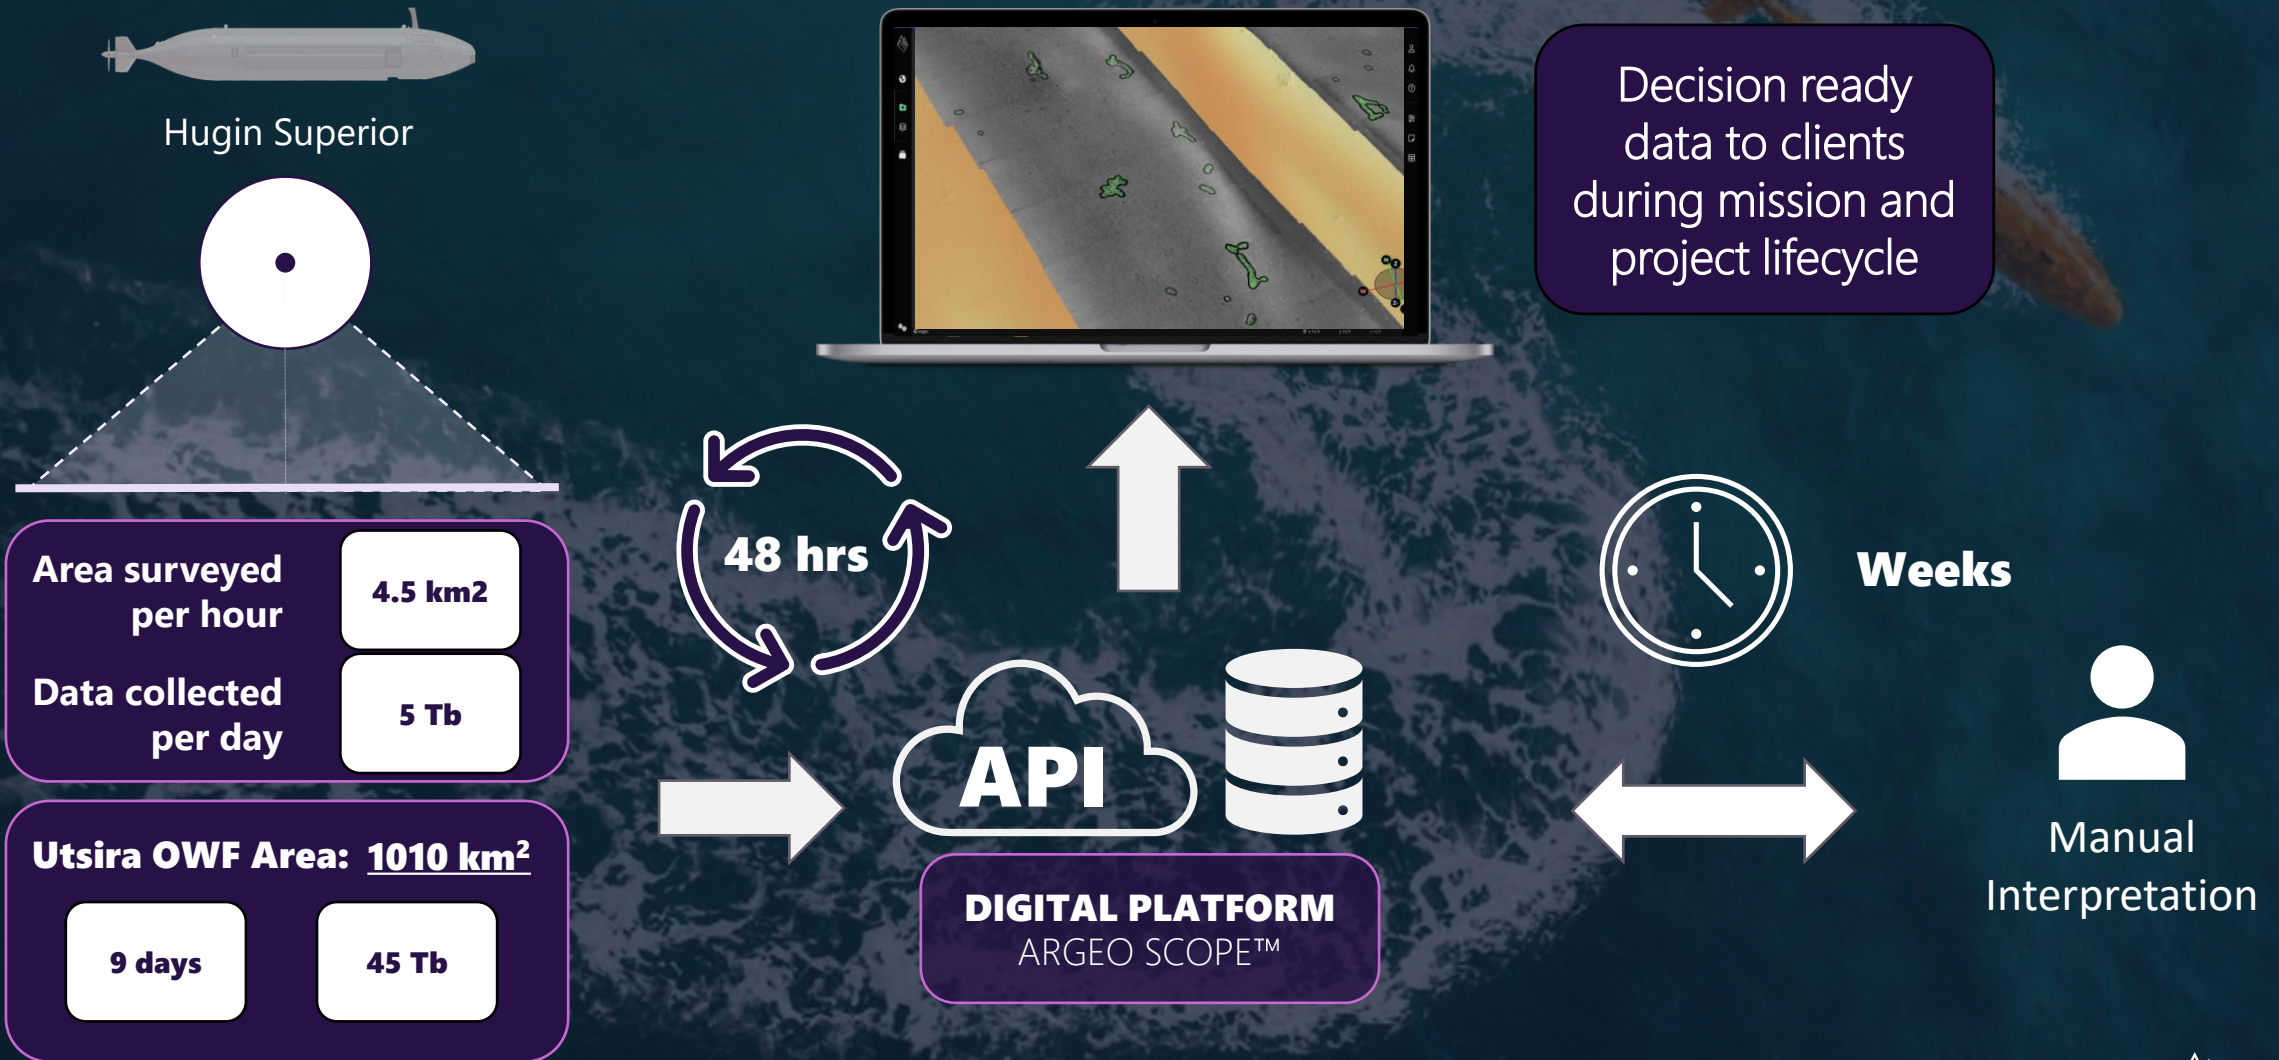 Hugin Superior
Decision ready
data to clients
during mission and
project lifecycle
Area surveyed
per hour
4.5 km2
Data collected
per day
5 Tb
Utsira OWF Area: 1010 km²
9 days
45 Tb
48 hrs
API
DIGITAL PLATFORM
ARGEO SCOPE™
Weeks
Manual
Interpretation